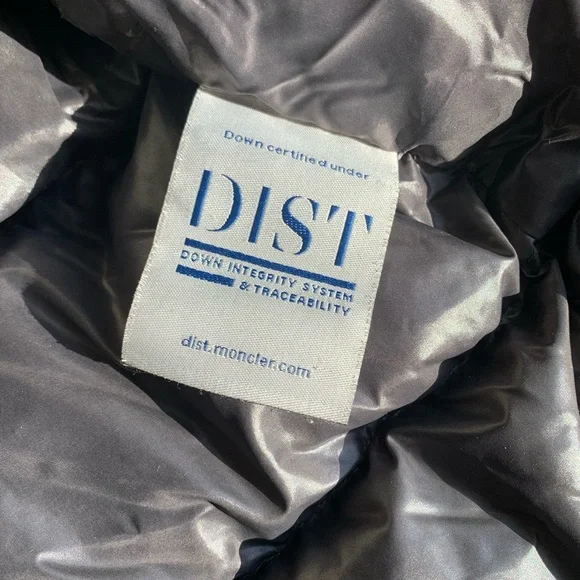 Down certified under
DIST
DOWN INTEGRITY SYSTEM
& TRACEABILITY
dist.moncler.com